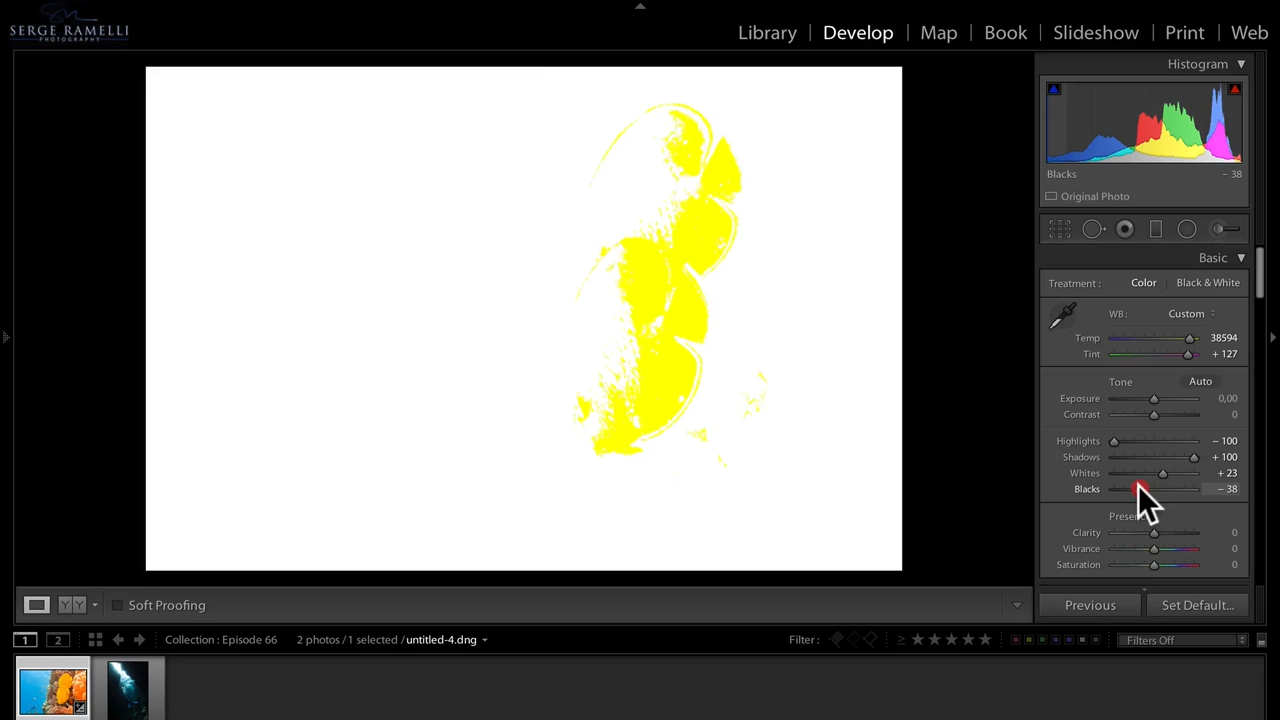 SERGE RAMELLI
PHOTOGRAPHY
Library Develop Map Book Slideshow Print Web
Histogram
Blacks – 38
Original Photo
Basic
Treatment : Color Black & White
WB : Custom
Temp 38594
Tint + 127
Tone Auto
Exposure 0,00
Contrast 0
Highlights – 100
Shadows + 100
Whites + 23
Blacks – 38
Clarity 0
Vibrance 0
Saturation 0
Previous Set Default...
YY Soft Proofing
1 2 Collection : Episode 66 2 photos / 1 selected / untitled-4.dng Filter : ≥ Filters Off